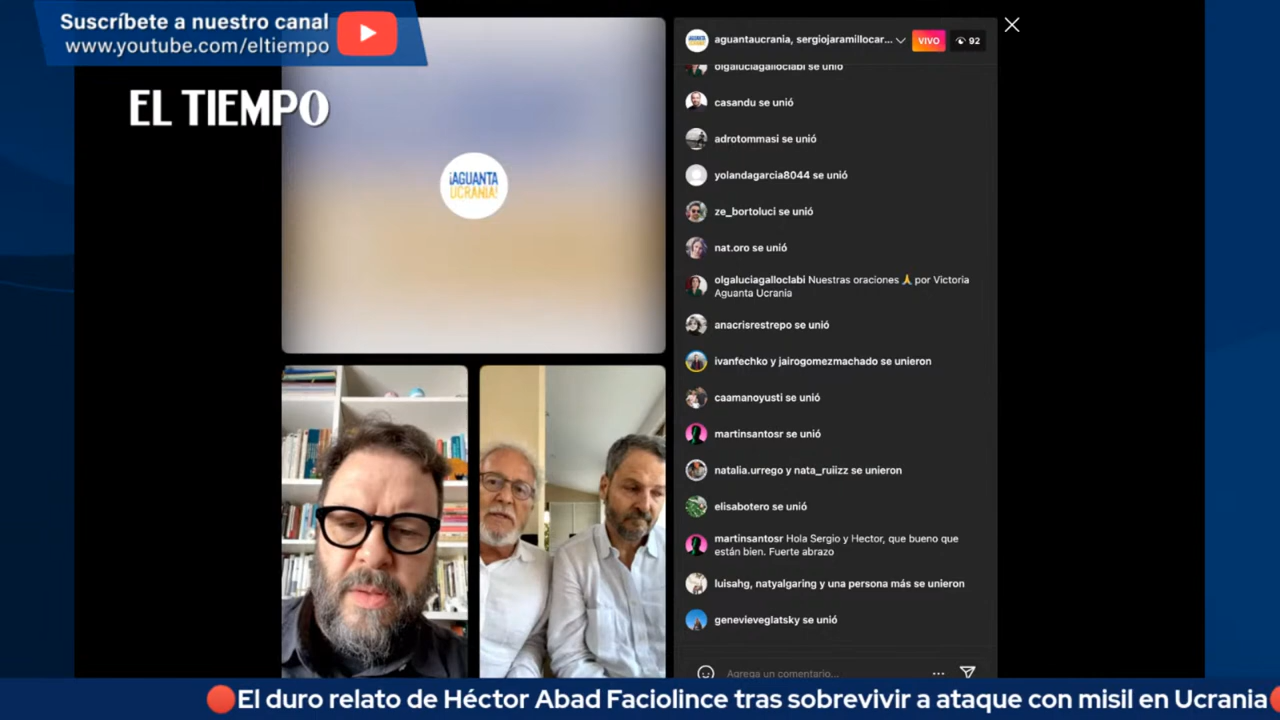 Suscríbete a nuestro canal
www.youtube.com/eltiempo
EL TIEMPO
¡AGUANTA
UCRANIA!
aguantaucrania, sergiojaramillocar...
VIVO
92
olgaluciagalloclabi se unió
casandu se unió
adrotommasi se unió
yolandagarcia8044 se unió
ze_bortoluci se unió
nat.oro se unió
olgaluciagalloclabi Nuestras oraciones 🙏 por Victoria
Aguanta Ucrania
anacrisrestrepo se unió
ivanfechko y jairogomezmachado se unieron
caamanoyusti se unió
martinsantosr se unió
natalia.urrego y nata_ruiizz se unieron
elisabotero se unió
martinsantosr Hola Sergio y Hector, que bueno que
están bien. Fuerte abrazo
luisahg, natyalgaring y una persona más se unieron
genevieveglatsky se unió
Agrega un comentario...
🔴El duro relato de Héctor Abad Faciolince tras sobrevivir a ataque con misil en Ucrania🔴